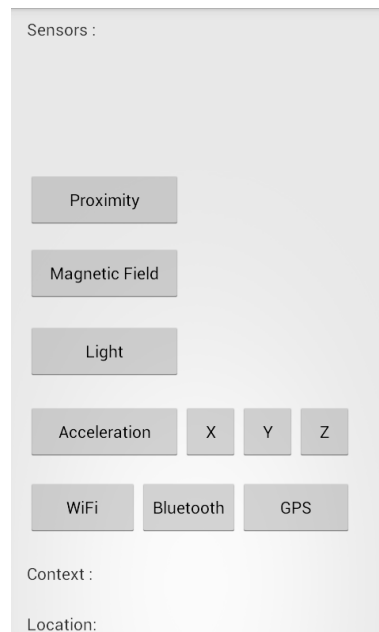 Sensors :
Proximity
Magnetic Field
Light
Acceleration X Y Z
WiFi Bluetooth GPS
Context :
Location: